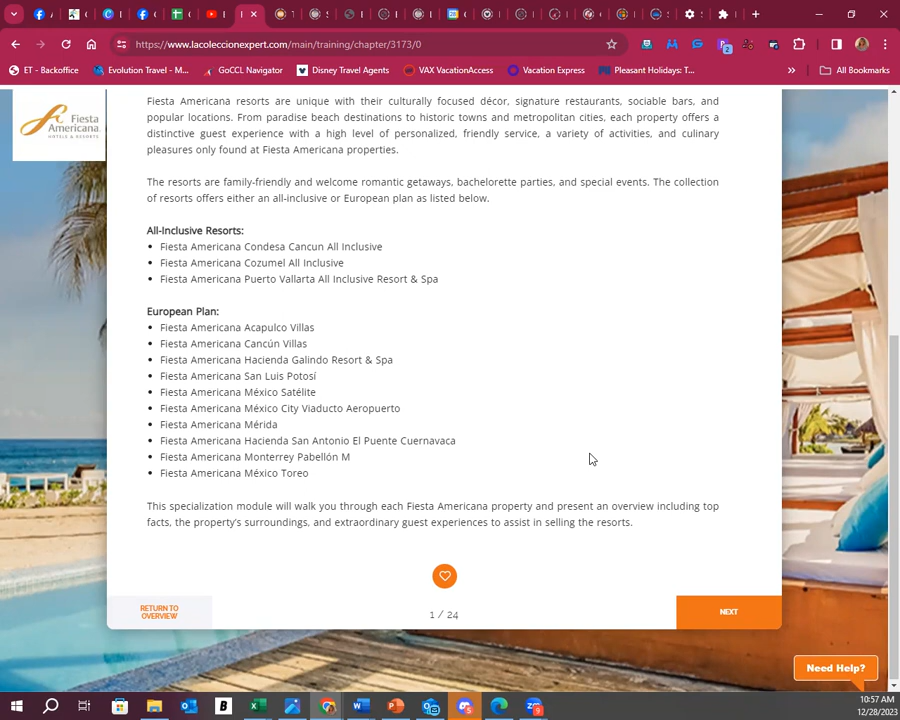 https://www.lacoleccionexpert.com/main/training/chapter/3173/0
ET - Backoffice
Evolution Travel - M...
GoCCL Navigator
Disney Travel Agents
VAX VacationAccess
Vacation Express
Pleasant Holidays: T...
All Bookmarks
Fiesta
Americana
HOTELS & RESORTS
Fiesta Americana resorts are unique with their culturally focused décor, signature restaurants, sociable bars, and
popular locations. From paradise beach destinations to historic towns and metropolitan cities, each property offers a
distinctive guest experience with a high level of personalized, friendly service, a variety of activities, and culinary
pleasures only found at Fiesta Americana properties.
The resorts are family-friendly and welcome romantic getaways, bachelorette parties, and special events. The collection
of resorts offers either an all-inclusive or European plan as listed below.
All-Inclusive Resorts:
• Fiesta Americana Condesa Cancun All Inclusive
• Fiesta Americana Cozumel All Inclusive
• Fiesta Americana Puerto Vallarta All Inclusive Resort & Spa
European Plan:
• Fiesta Americana Acapulco Villas
• Fiesta Americana Cancún Villas
• Fiesta Americana Hacienda Galindo Resort & Spa
• Fiesta Americana San Luis Potosí
• Fiesta Americana México Satélite
• Fiesta Americana México City Viaducto Aeropuerto
• Fiesta Americana Mérida
• Fiesta Americana Hacienda San Antonio El Puente Cuernavaca
• Fiesta Americana Monterrey Pabellón M
• Fiesta Americana México Toreo
This specialization module will walk you through each Fiesta Americana property and present an overview including top
facts, the property's surroundings, and extraordinary guest experiences to assist in selling the resorts.
RETURN TO
OVERVIEW
1 / 24
NEXT
Need Help?
10:57 AM
12/28/2023